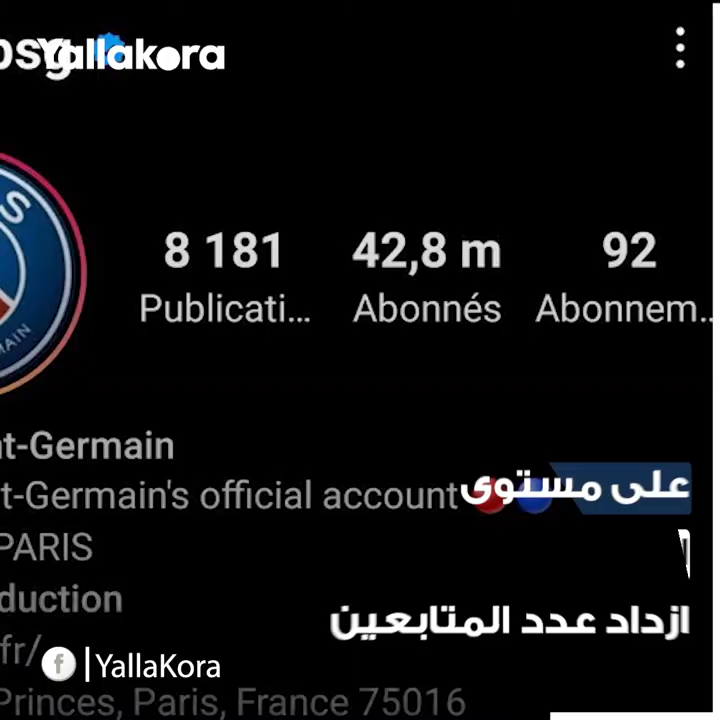 psg
Yallakora
8 181 42,8 m 92
Publicati... Abonnés Abonnem...
t-Germain
t-Germain's official account
على مستوى
PARIS
duction
ازداد عدد المتابعين
fr/
f | YallaKora
Princes, Paris, France 75016